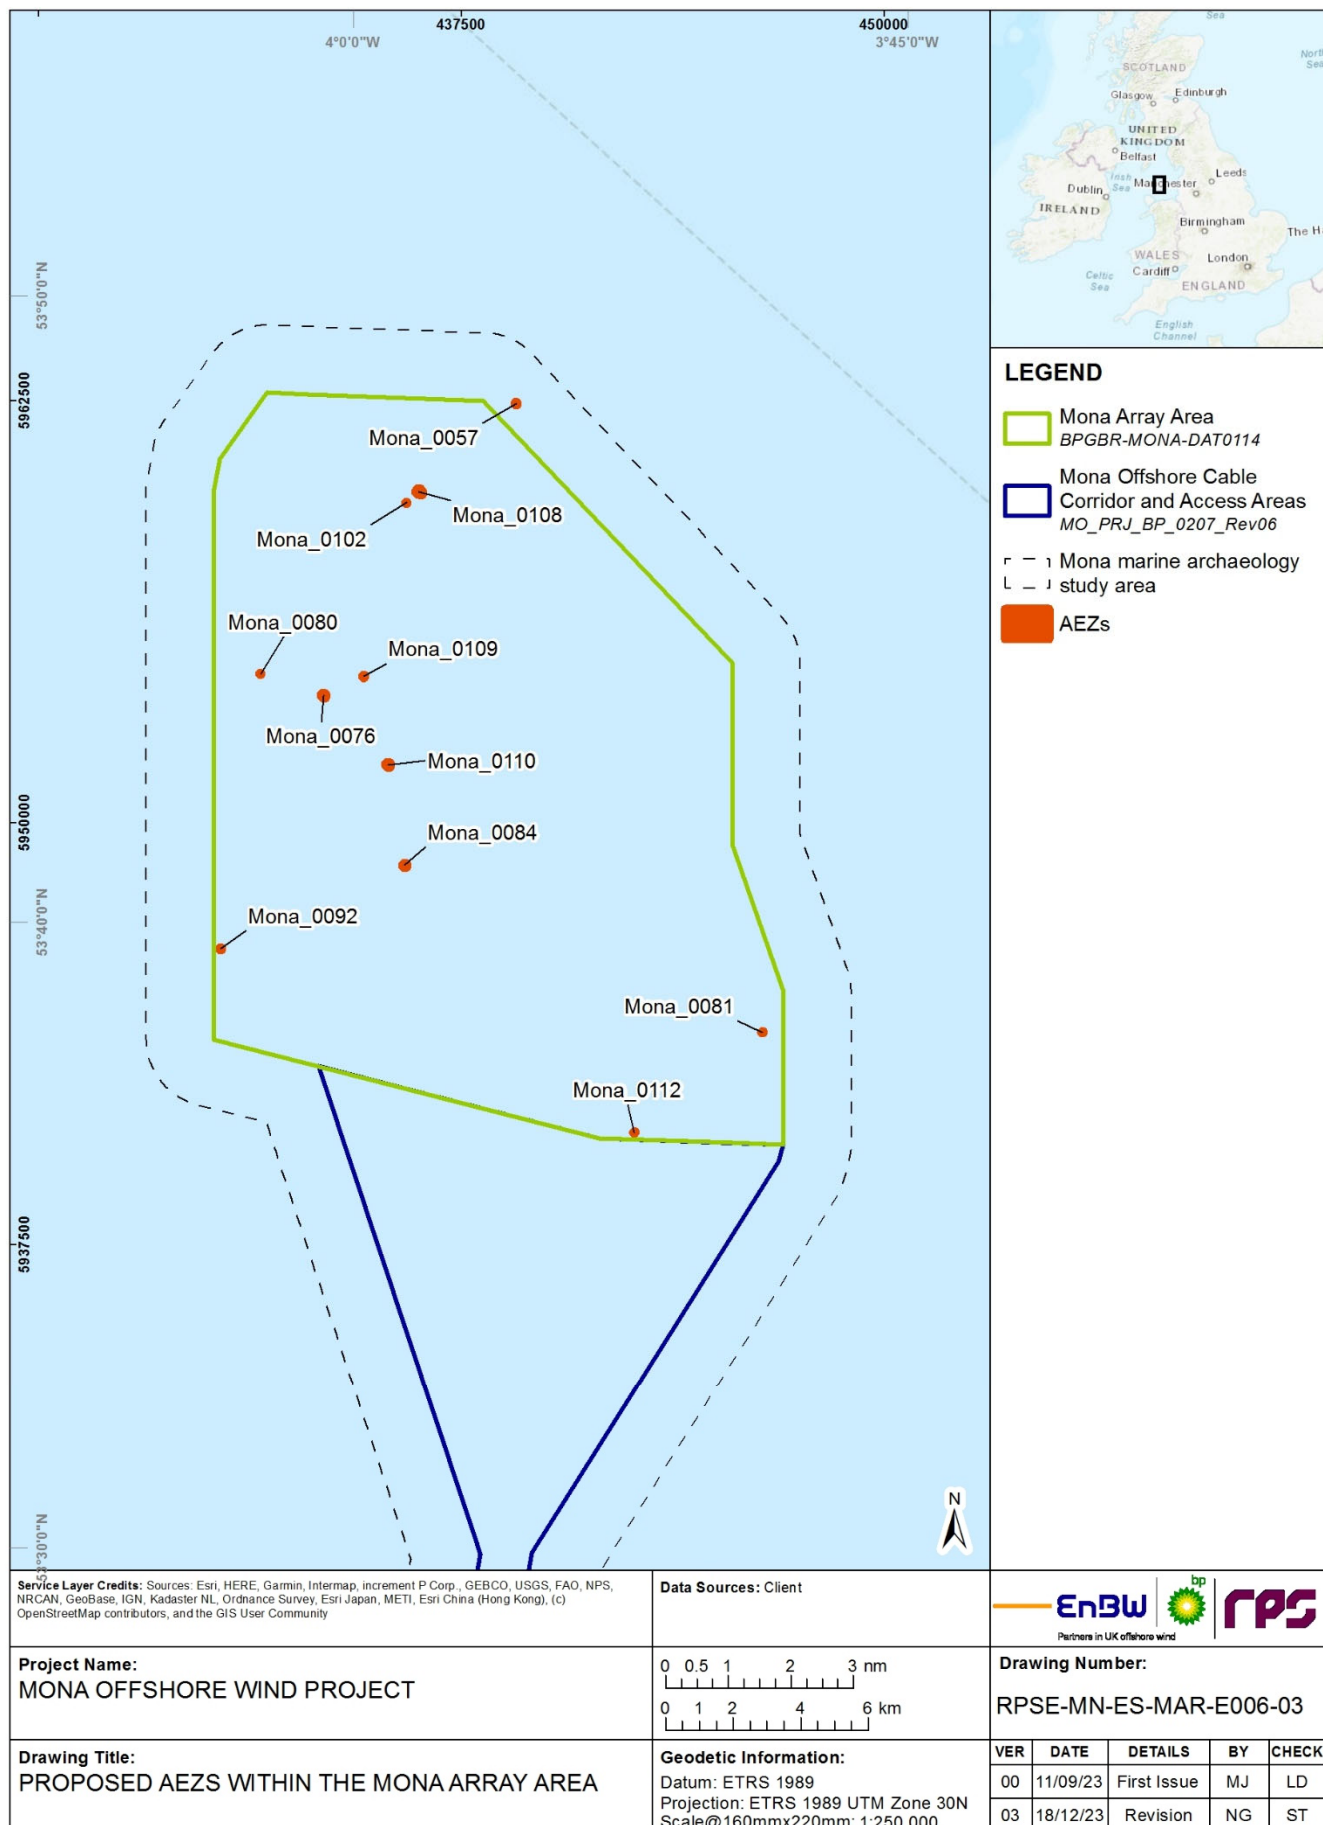 437500
450000
4°0'0"W
3°45'0"W
53°50'0"N
5962500
5950000
53°40'0"N
5937500
53°30'0"N
Mona_0057
Mona_0108
Mona_0102
Mona_0080
Mona_0109
Mona_0076
Mona_0110
Mona_0084
Mona_0092
Mona_0081
Mona_0112
N
Sea
North
Sea
SCOTLAND
Glasgow
Edinburgh
UNITED
KINGDOM
Belfast
Irish
Sea
Manchester
Leeds
Dublin
IRELAND
Birmingham
The Ha
WALES
London
Cardiff
Celtic
Sea
ENGLAND
English
Channel
LEGEND
Mona Array Area
BPGBR-MONA-DAT0114
Mona Offshore Cable
Corridor and Access Areas
MO_PRJ_BP_0207_Rev06
Mona marine archaeology
study area
AEZs
Service Layer Credits: Sources: Esri, HERE, Garmin, Intermap, increment P Corp., GEBCO, USGS, FAO, NPS,
NRCAN, GeoBase, IGN, Kadaster NL, Ordnance Survey, Esri Japan, METI, Esri China (Hong Kong), (c)
OpenStreetMap contributors, and the GIS User Community
Data Sources: Client
EnBW
bp
rps
Partners in UK offshore wind
Project Name:
MONA OFFSHORE WIND PROJECT
0 0.5 1 2 3 nm
0 1 2 4 6 km
Drawing Number:
RPSE-MN-ES-MAR-E006-03
Drawing Title:
PROPOSED AEZS WITHIN THE MONA ARRAY AREA
Geodetic Information:
Datum: ETRS 1989
Projection: ETRS 1989 UTM Zone 30N
Scale@160mmx220mm: 1:250,000
VER DATE DETAILS BY CHECK
00 11/09/23 First Issue MJ LD
03 18/12/23 Revision NG ST